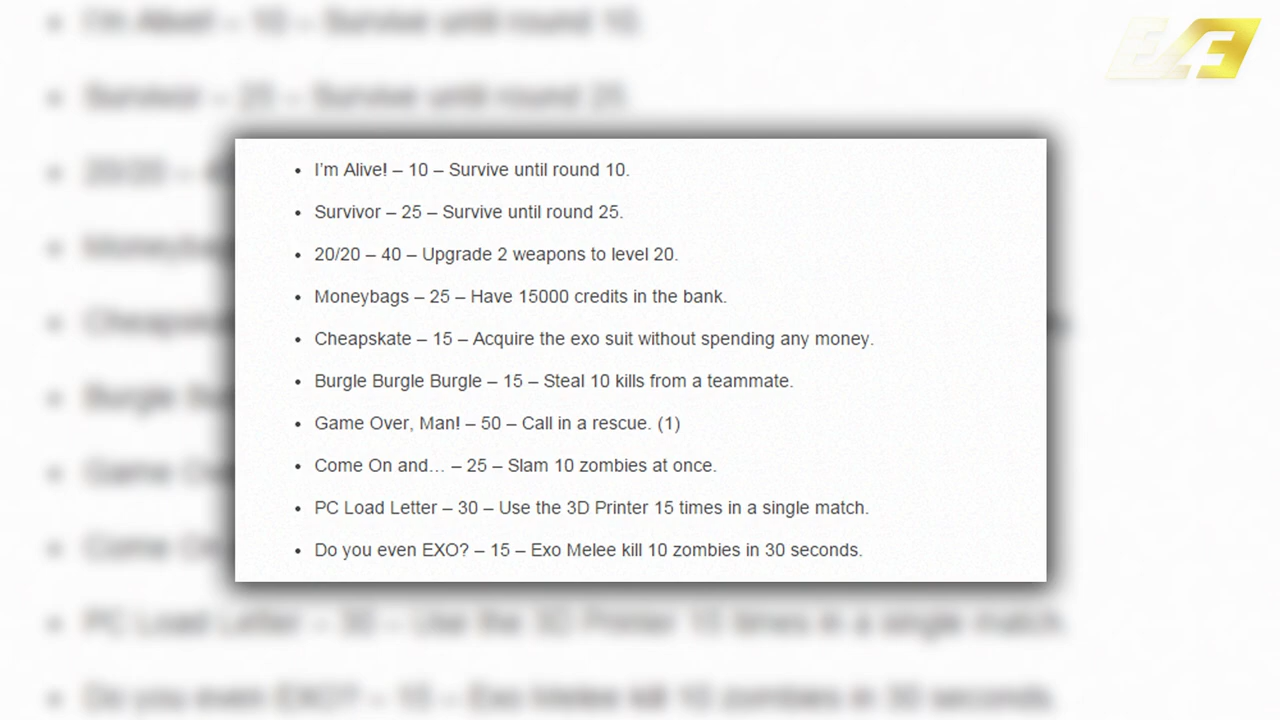 • I'm Alive! – 10 – Survive until round 10.
• Survivor – 25 – Survive until round 25.
• 20/20 – 40 – Upgrade 2 weapons to level 20.
• Moneybags – 25 – Have 15000 credits in the bank.
• Cheapskate – 15 – Acquire the exo suit without spending any money.
• Burgle Burgle Burgle – 15 – Steal 10 kills from a teammate.
• Game Over, Man! – 50 – Call in a rescue. (1)
• Come On and… – 25 – Slam 10 zombies at once.
• PC Load Letter – 30 – Use the 3D Printer 15 times in a single match.
• Do you even EXO? – 15 – Exo Melee kill 10 zombies in 30 seconds.